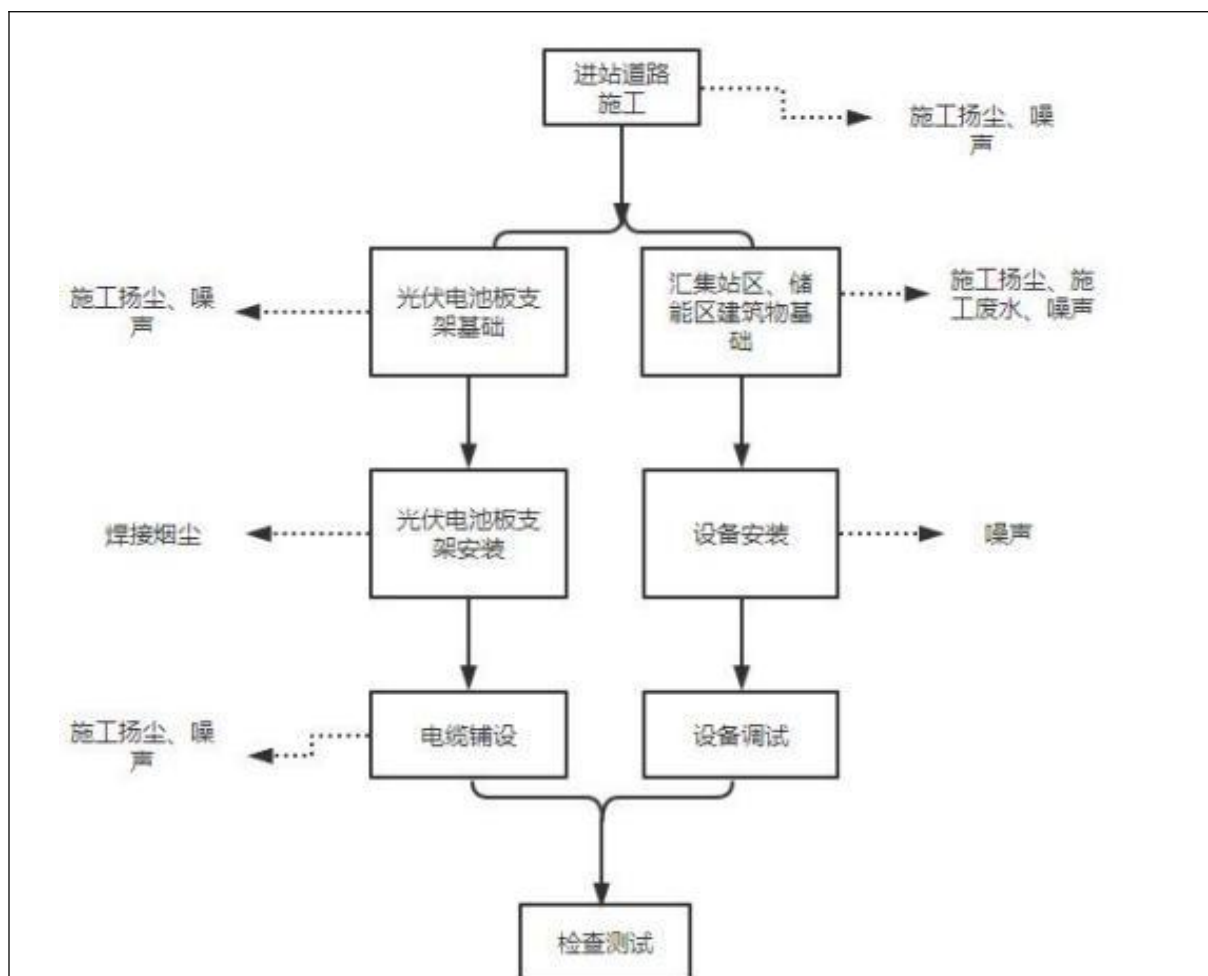 进站道路
施工
施工扬尘、噪
声
施工扬尘、噪
声
光伏电池板支
架基础
汇集站区、储
能区建筑物基
础
施工扬尘、施
工废水、噪声
焊接烟尘
光伏电池板支
架安装
设备安装
噪声
施工扬尘、噪
声
电缆铺设
设备调试
检查测试